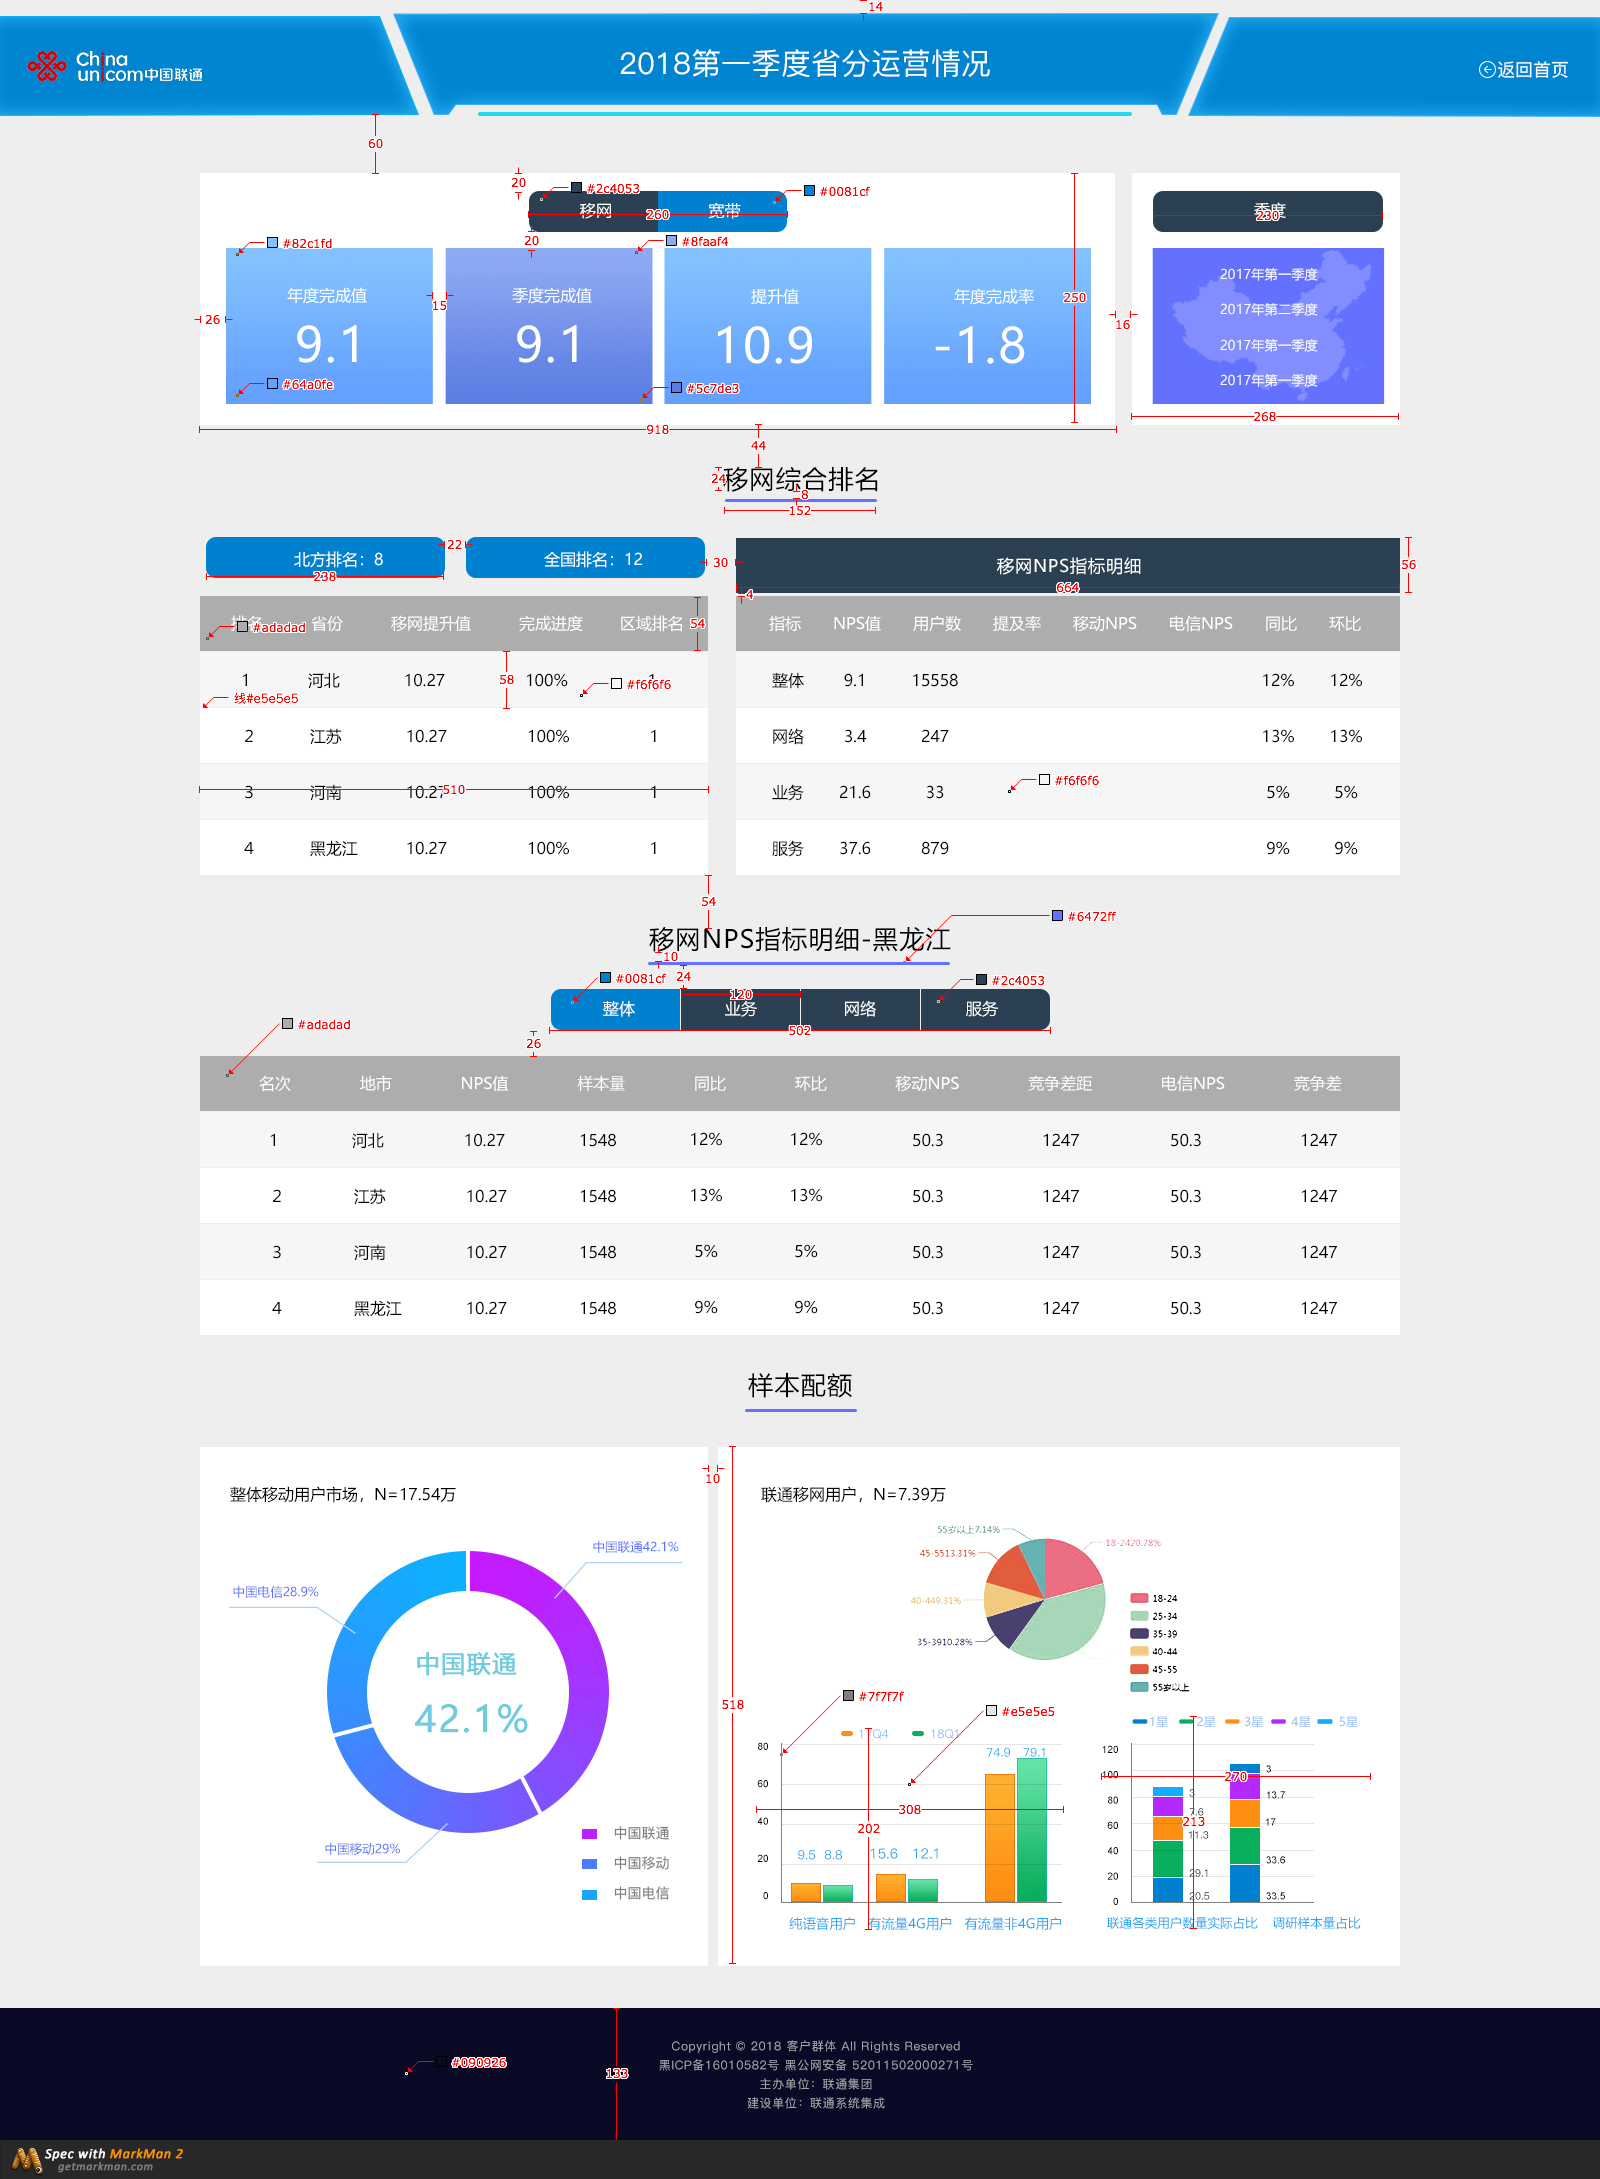 14
China unicom中国联通
2018第一季度省分运营情况
返回首页
60
20
#2c4053
#0081cf
移网
260
宽带
季度
230
20
#82c1fd
#8faaf4
年度完成值
季度完成值
提升值
年度完成率
9.1
9.1
10.9
-1.8
26
15
250
16
#64a0fe
#5c7de3
2017年第一季度
2017年第二季度
2017年第一季度
2017年第一季度
268
918
44
24
移网综合排名
8
152
北方排名：8
22
全国排名：12
30
238
移网NPS指标明细
664
56
4
排名 省份 移网提升值 完成进度 区域排名
54
#adadad
1 河北 10.27 100% 1
58
#f6f6f6
线#e5e5e5
2 江苏 10.27 100% 1
3 河南 10.27 100% 1
510
4 黑龙江 10.27 100% 1
指标 NPS值 用户数 提及率 移动NPS 电信NPS 同比 环比
整体 9.1 15558 12% 12%
网络 3.4 247 13% 13%
#f6f6f6
业务 21.6 33 5% 5%
服务 37.6 879 9% 9%
54
#6472ff
移网NPS指标明细-黑龙江
10
#0081cf
24
#2c4053
120
整体 业务 网络 服务
502
26
#adadad
名次 地市 NPS值 样本量 同比 环比 移动NPS 竞争差距 电信NPS 竞争差
1 河北 10.27 1548 12% 12% 50.3 1247 50.3 1247
2 江苏 10.27 1548 13% 13% 50.3 1247 50.3 1247
3 河南 10.27 1548 5% 5% 50.3 1247 50.3 1247
4 黑龙江 10.27 1548 9% 9% 50.3 1247 50.3 1247
样本配额
10
整体移动用户市场，N=17.54万
中国联通42.1%
中国电信28.9%
中国联通
42.1%
中国移动29%
中国联通
中国移动
中国电信
518
联通移网用户，N=7.39万
55岁以上7.14%
18-2420.78%
45-5513.31%
40-449.31%
35-3910.28%
18-24
25-34
35-39
40-44
45-55
55岁以上
#7f7f7f
#e5e5e5
17Q4 18Q1
80
60
40
20
0
74.9 79.1
308
202
9.5 8.8 15.6 12.1
纯语音用户 有流量4G用户 有流量非4G用户
1星 2星 3星 4星 5星
120
100
80
60
40
20
0
270
213
3
7.6
11.3
29.1
20.5
3
13.7
17
33.6
33.5
联通各类用户数量实际占比 调研样本量占比
#090926
133
Copyright © 2018 客户群体 All Rights Reserved
黑ICP备16010582号 黑公网安备 52011502000271号
主办单位：联通集团
建设单位：联通系统集成
Spec with MarkMan 2
getmarkman.com